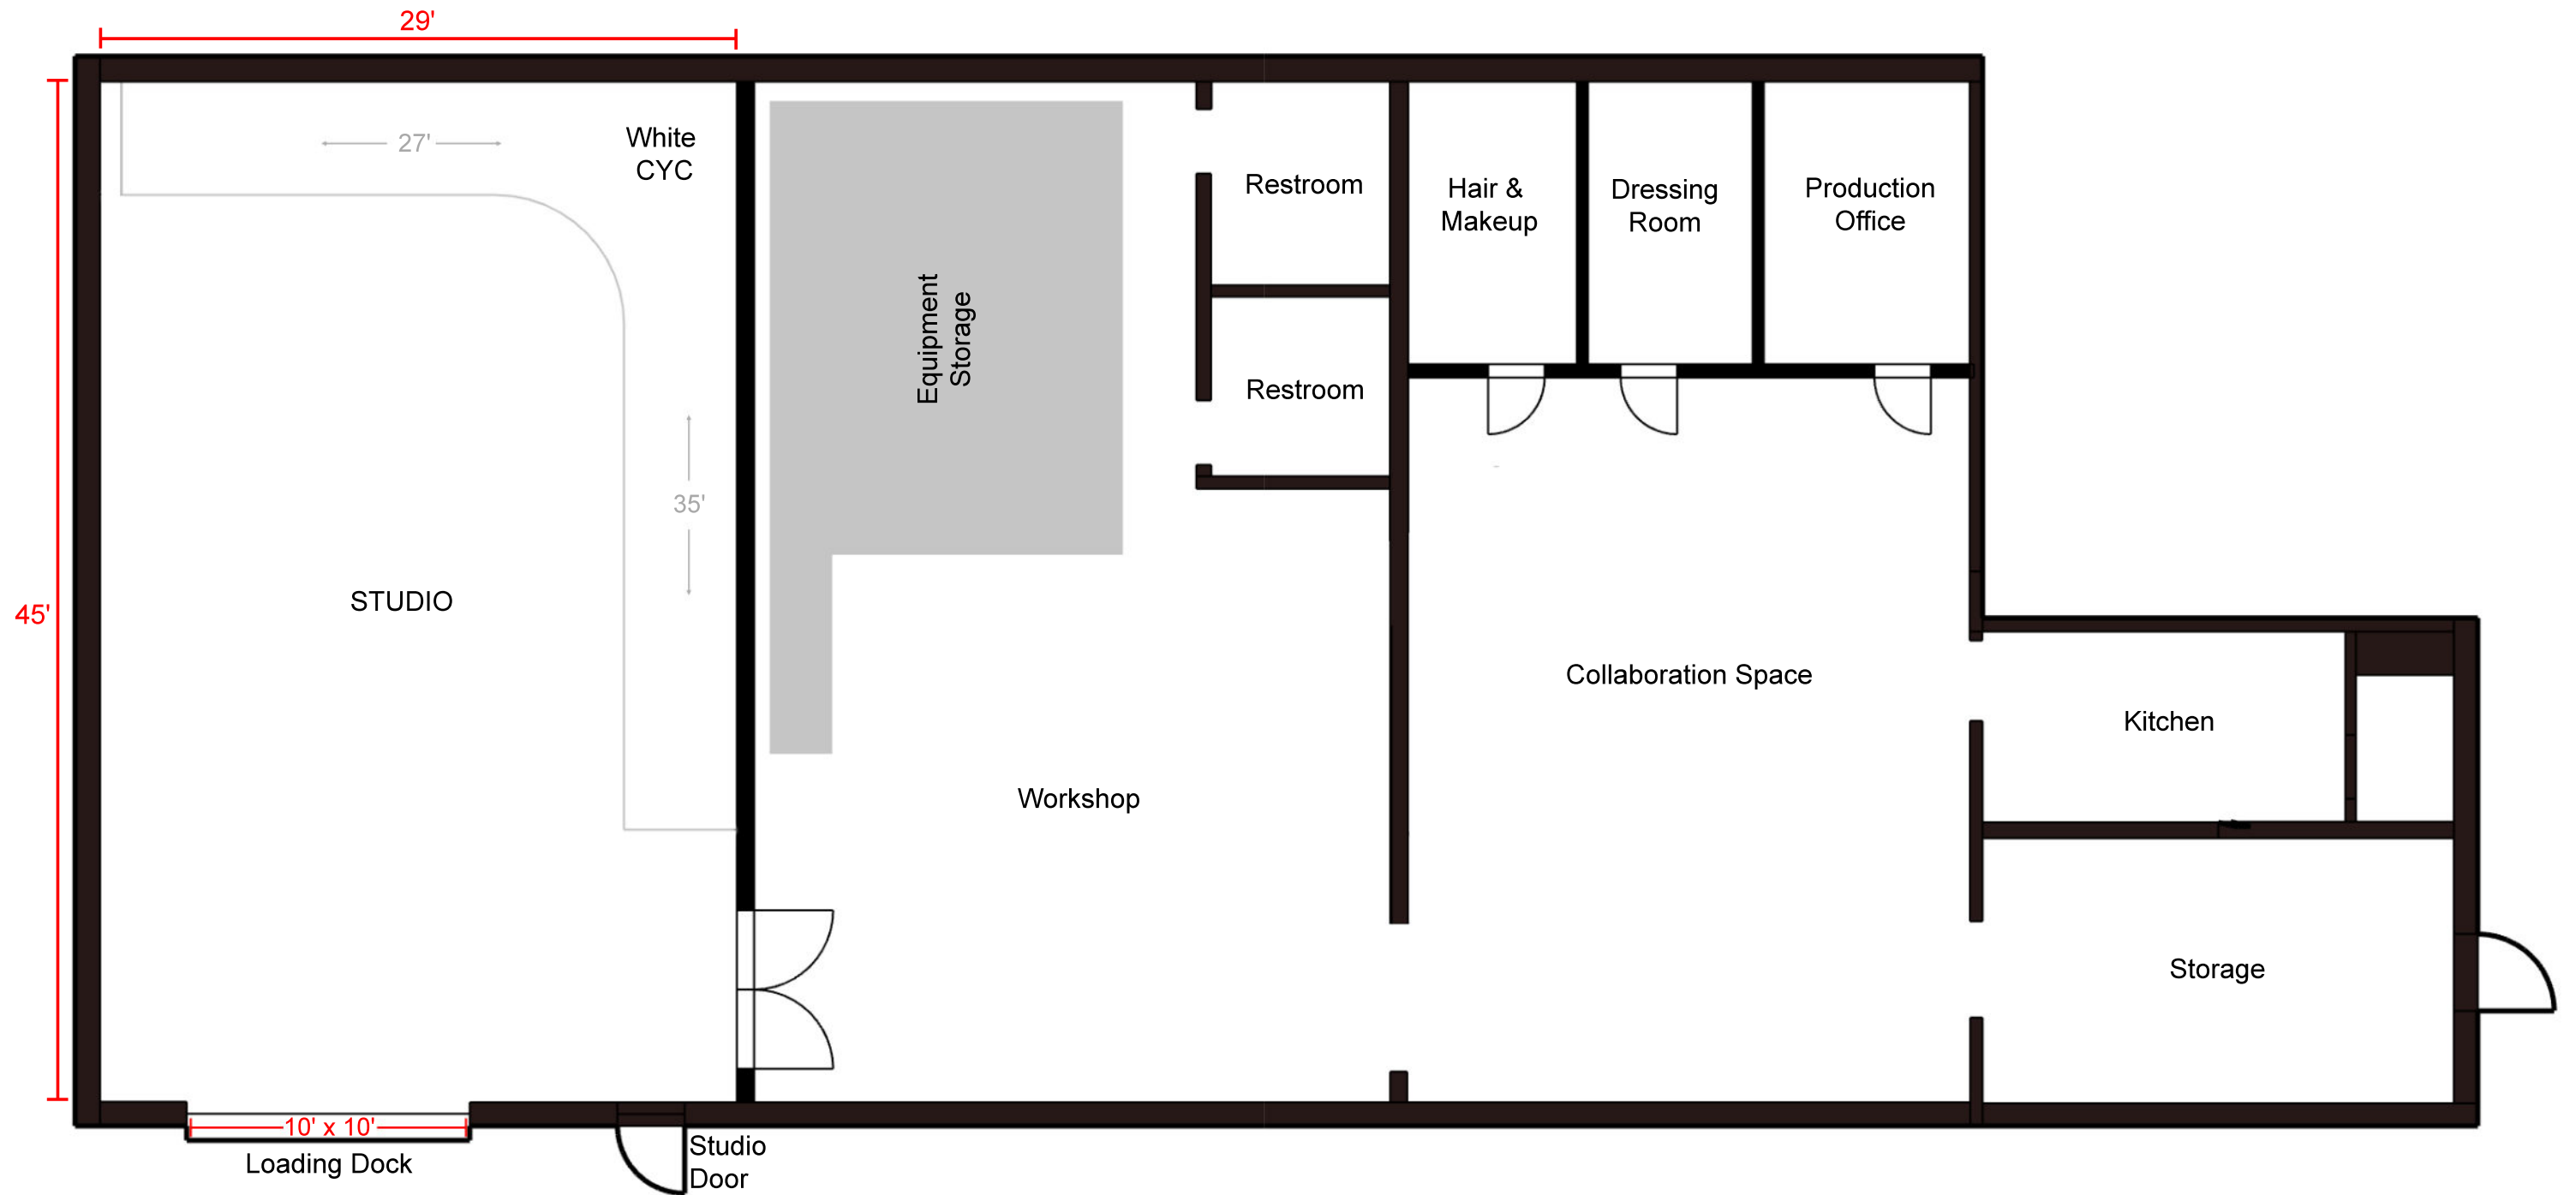 29'
27'
White
CYC
45'
STUDIO
35'
10' x 10'
Loading Dock
Studio
Door
Equipment
Storage
Workshop
Restroom
Restroom
Hair &
Makeup
Dressing
Room
Production
Office
Collaboration Space
Kitchen
Storage